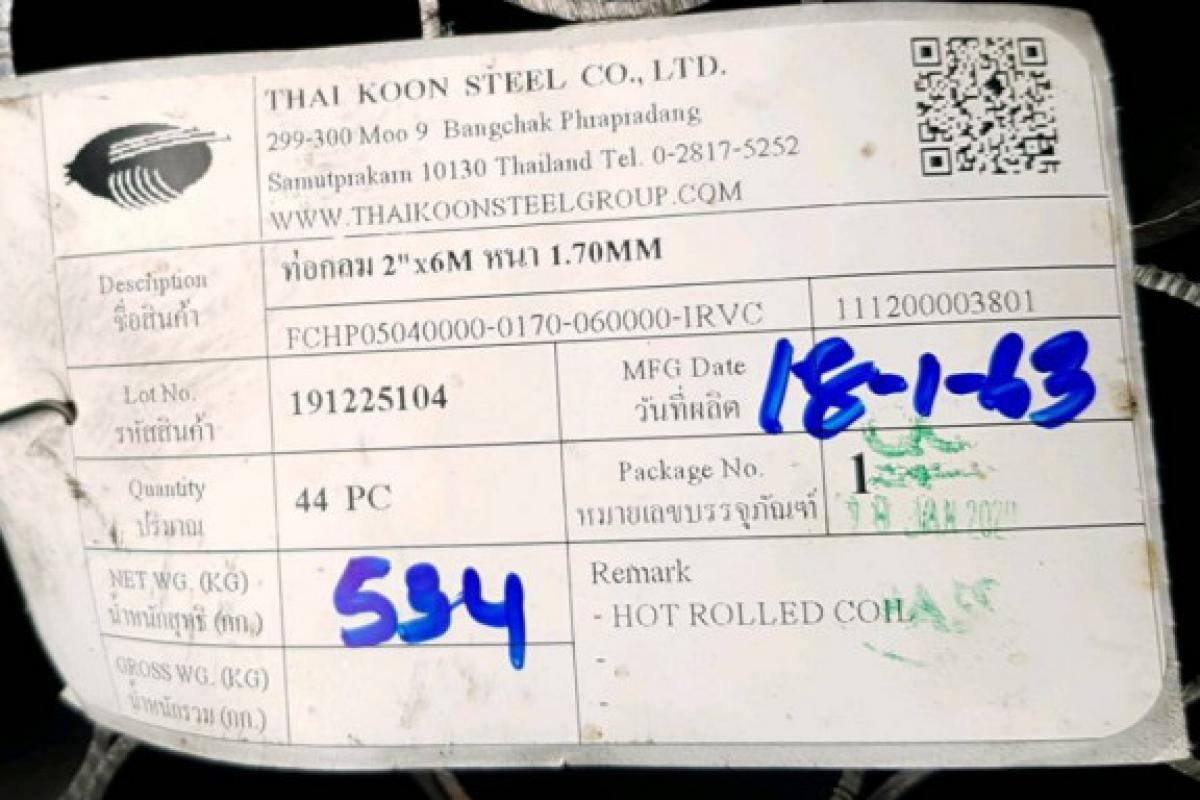 THAI KOON STEEL CO., LTD.
299-300 Moo 9 Bangchak Phrapradang
Samutprakarn 10130 Thailand Tel. 0-2817-5252
WWW.THAIKOONSTEELGROUP.COM
Description
ชื่อสินค้า
ท่อกลม 2"x6M หนา 1.70MM
FCHP05040000-0170-060000-IRVC
111200003801
Lot No.
รหัสสินค้า
191225104
MFG Date
วันที่ผลิต
18-1-63
Quantity
ปริมาณ
44 PC
Package No.
หมายเลขบรรจุภัณฑ์
1
JAN 2020
NET WG. (KG)
น้ำหนักสุทธิ (กก.)
534
Remark
- HOT ROLLED COIL
-
-
GROSS WG. (KG)
น้ำหนักรวม (กก.)